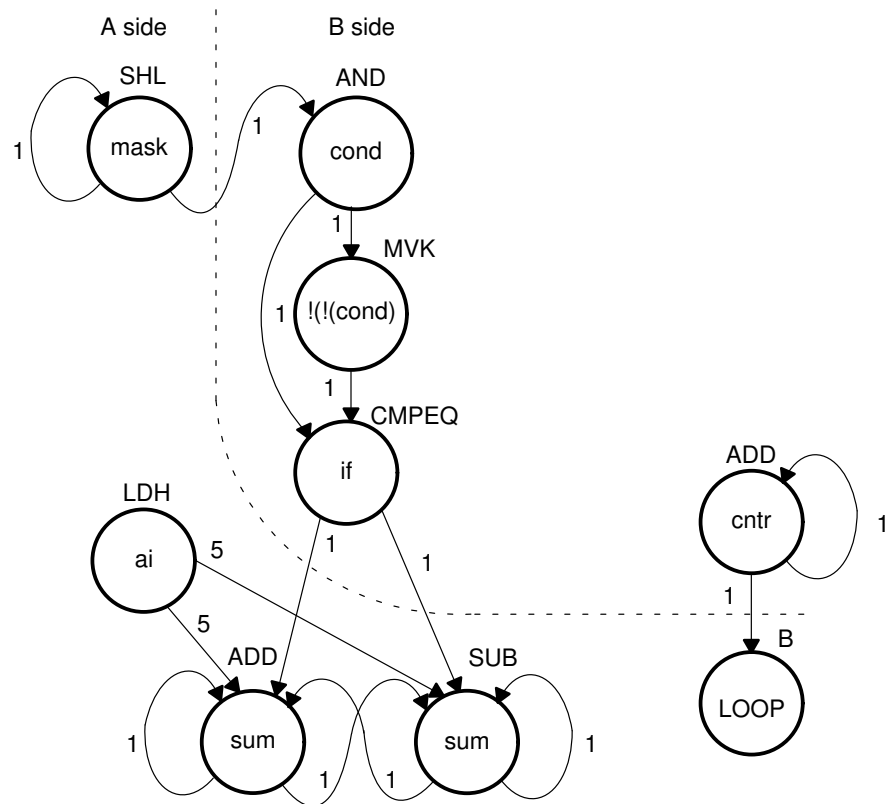 A side
B side
SHL
AND
mask
1
1
cond
1
MVK
!(!(cond)
1
1
CMPEQ
if
ADD
LDH
cntr
1
ai
5
1
1
1
5
ADD
SUB
B
sum
sum
LOOP
1
1
1
1